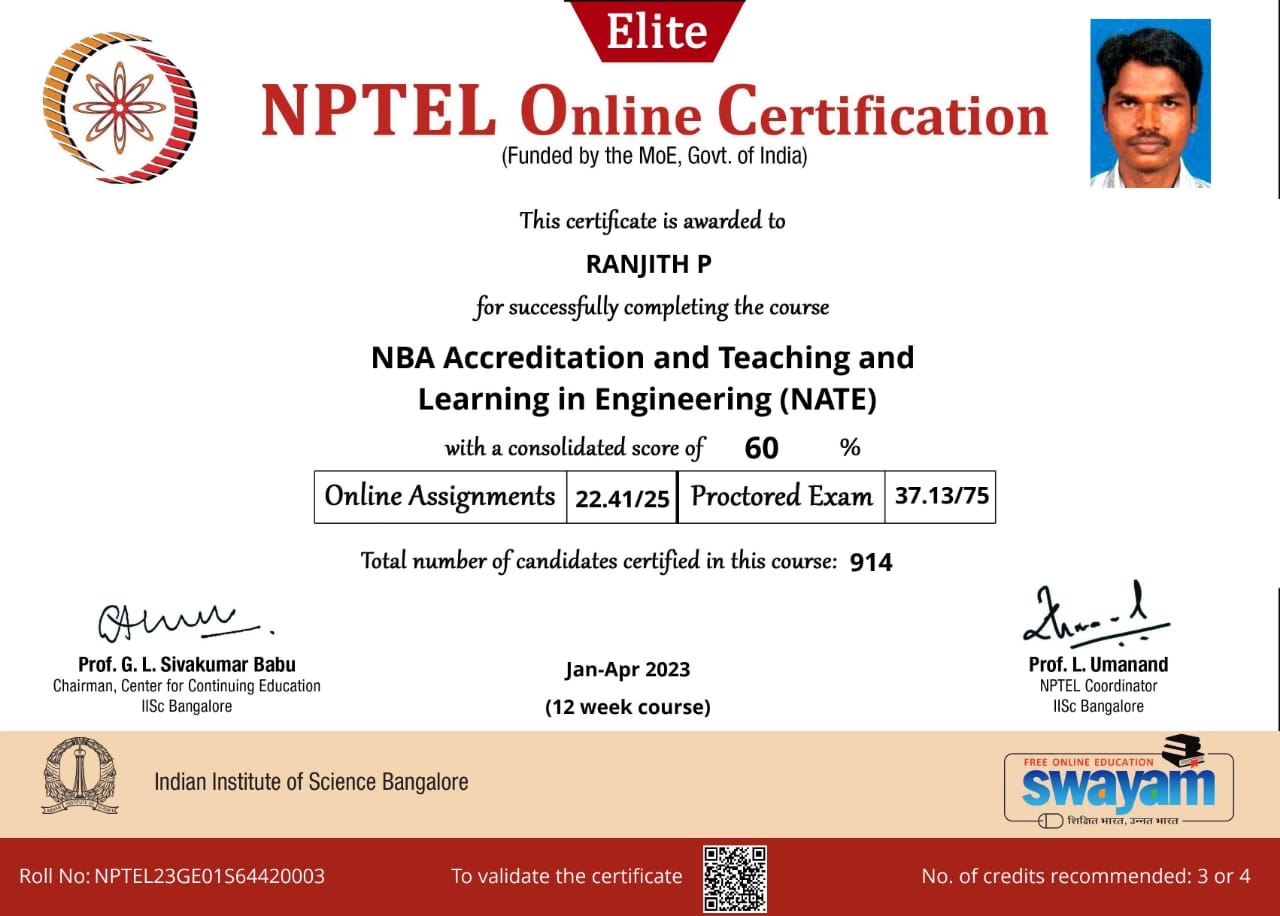 Elite
NPTEL Online Certification
(Funded by the MoE, Govt. of India)
This certificate is awarded to
RANJITH P
for successfully completing the course
NBA Accreditation and Teaching and
Learning in Engineering (NATE)
with a consolidated score of 60 %
Online Assignments 22.41/25 Proctored Exam 37.13/75
Total number of candidates certified in this course: 914
Prof. G. L. Sivakumar Babu
Chairman, Center for Continuing Education
IISc Bangalore
Jan-Apr 2023
(12 week course)
Prof. L. Umanand
NPTEL Coordinator
IISc Bangalore
Indian Institute of Science Bangalore
FREE ONLINE EDUCATION
swayam
शिक्षित भारत, उन्नत भारत
Roll No: NPTEL23GE01S64420003
To validate the certificate
No. of credits recommended: 3 or 4